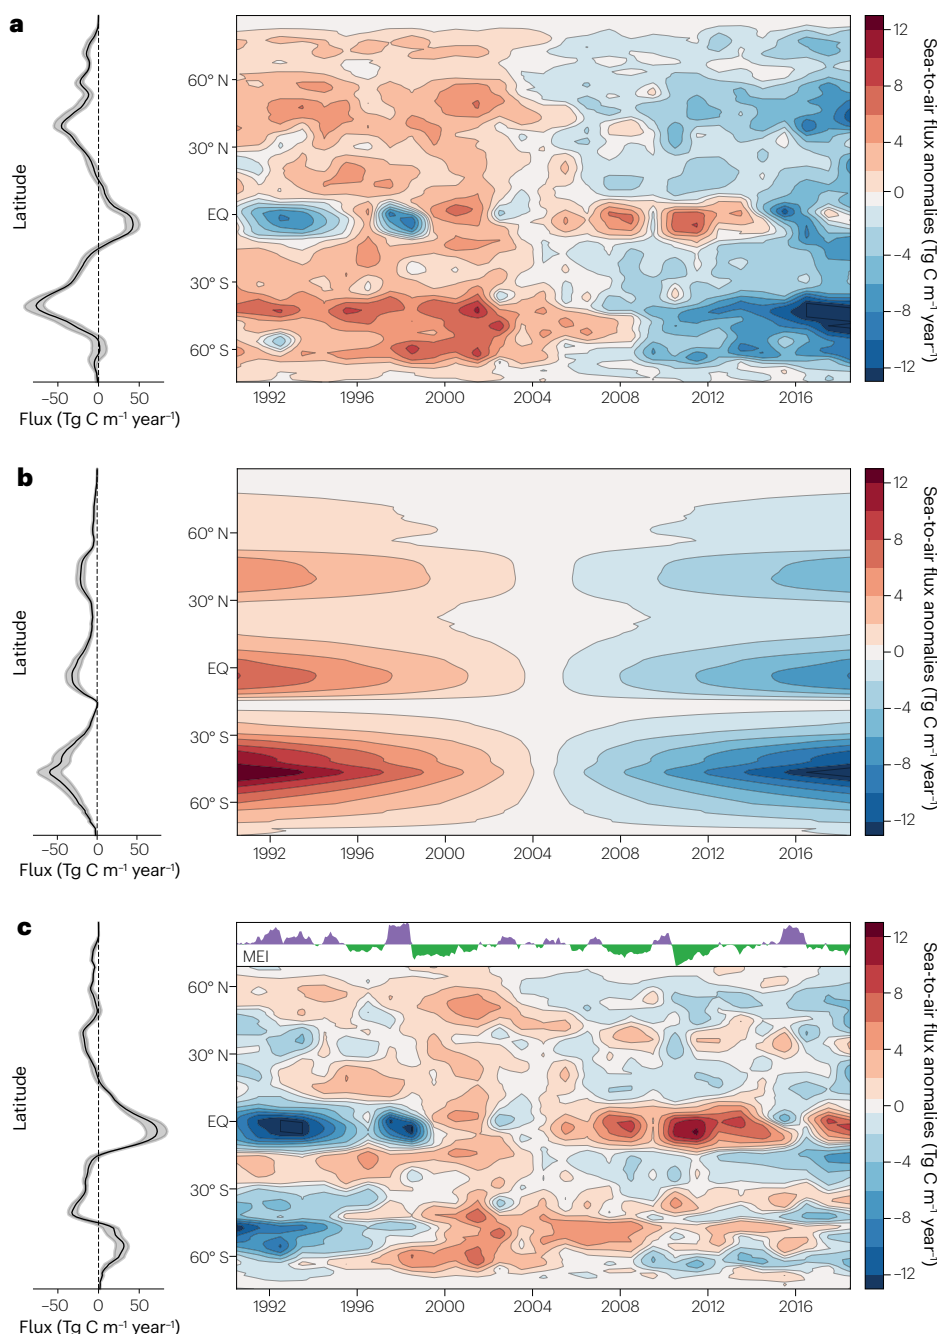 a
Latitude
−50 0 50
Flux (Tg C m⁻¹ year⁻¹)
60° N
30° N
EQ
30° S
60° S
1992 1996 2000 2004 2008 2012 2016
12
8
4
0
−4
−8
−12
Sea-to-air flux anomalies (Tg C m⁻¹ year⁻¹)
b
Latitude
−50 0 50
Flux (Tg C m⁻¹ year⁻¹)
60° N
30° N
EQ
30° S
60° S
1992 1996 2000 2004 2008 2012 2016
12
8
4
0
−4
−8
−12
Sea-to-air flux anomalies (Tg C m⁻¹ year⁻¹)
c
Latitude
−50 0 50
Flux (Tg C m⁻¹ year⁻¹)
MEI
60° N
30° N
EQ
30° S
60° S
1992 1996 2000 2004 2008 2012 2016
12
8
4
0
−4
−8
−12
Sea-to-air flux anomalies (Tg C m⁻¹ year⁻¹)